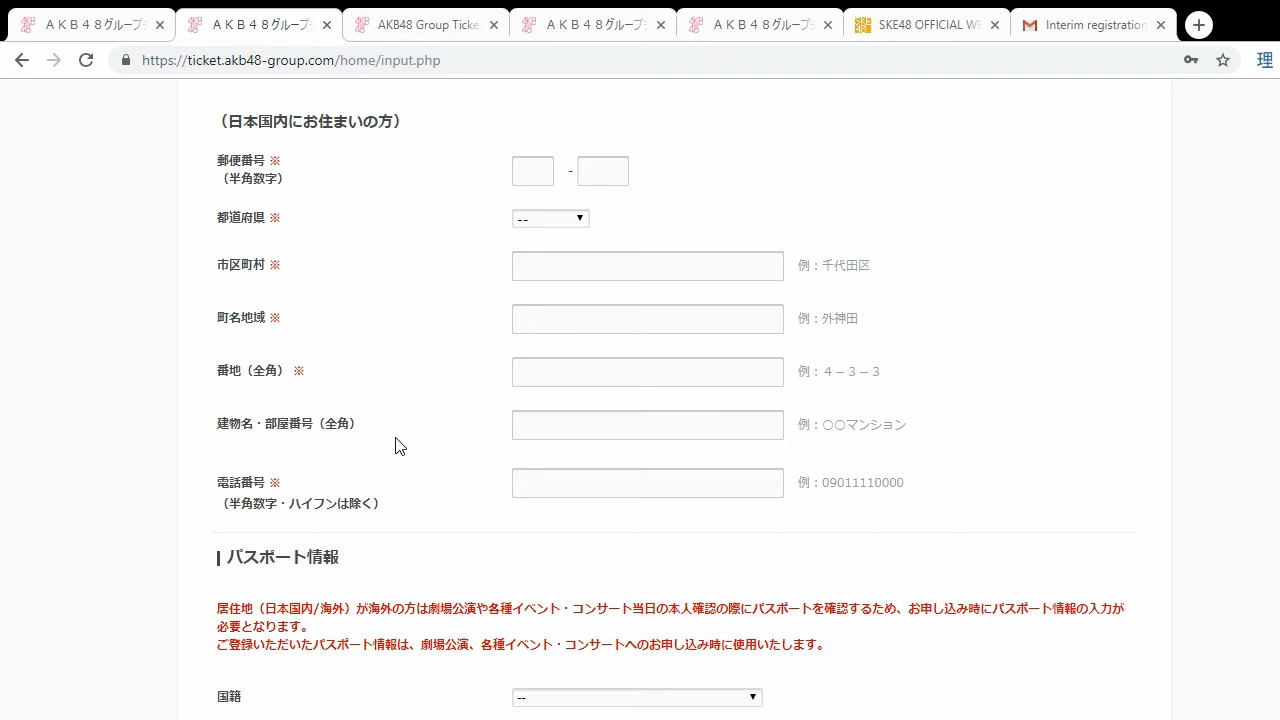 ＡＫＢ４８グループ
ＡＫＢ４８グループ
AKB48 Group Ticke
ＡＫＢ４８グループ
ＡＫＢ４８グループ
SKE48 OFFICIAL WE
Interim registration
https://ticket.akb48-group.com/home/input.php
理
（日本国内にお住まいの方）
郵便番号 ※
（半角数字）
-
都道府県 ※
--
市区町村 ※
例：千代田区
町名地域 ※
例：外神田
番地（全角） ※
例：４－３－３
建物名・部屋番号（全角）
例：○○マンション
電話番号 ※
例：09011110000
（半角数字・ハイフンは除く）
パスポート情報
居住地（日本国内/海外）が海外の方は劇場公演や各種イベント・コンサート当日の本人確認の際にパスポートを確認するため、お申し込み時にパスポート情報の入力が
必要となります。
ご登録いただいたパスポート情報は、劇場公演、各種イベント・コンサートへのお申し込み時に使用いたします。
国籍
--